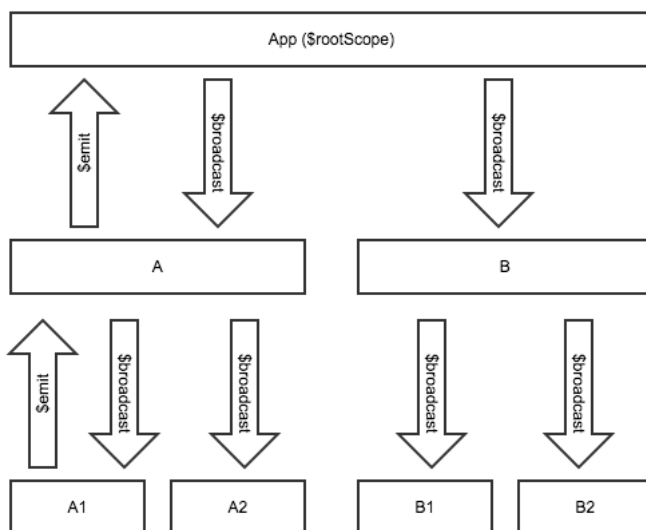 App ($rootScope)
$emit
$broadcast
$broadcast
A
B
$emit
$broadcast
$broadcast
$broadcast
$broadcast
A1
A2
B1
B2